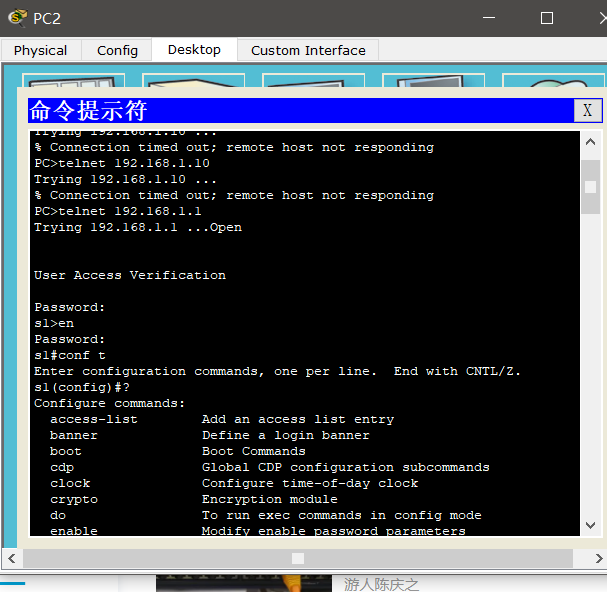 PC2
Physical Config Desktop Custom Interface
命令提示符 X
Trying 192.168.1.10 ...
% Connection timed out; remote host not responding
PC>telnet 192.168.1.10
Trying 192.168.1.10 ...
% Connection timed out; remote host not responding
PC>telnet 192.168.1.1
Trying 192.168.1.1 ...Open
User Access Verification
Password:
s1>en
Password:
s1#conf t
Enter configuration commands, one per line.  End with CNTL/Z.
s1(config)#?
Configure commands:
  access-list        Add an access list entry
  banner             Define a login banner
  boot               Boot Commands
  cdp                Global CDP configuration subcommands
  clock              Configure time-of-day clock
  crypto             Encryption module
  do                 To run exec commands in config mode
  enable             Modify enable password parameters
游人陈庆之